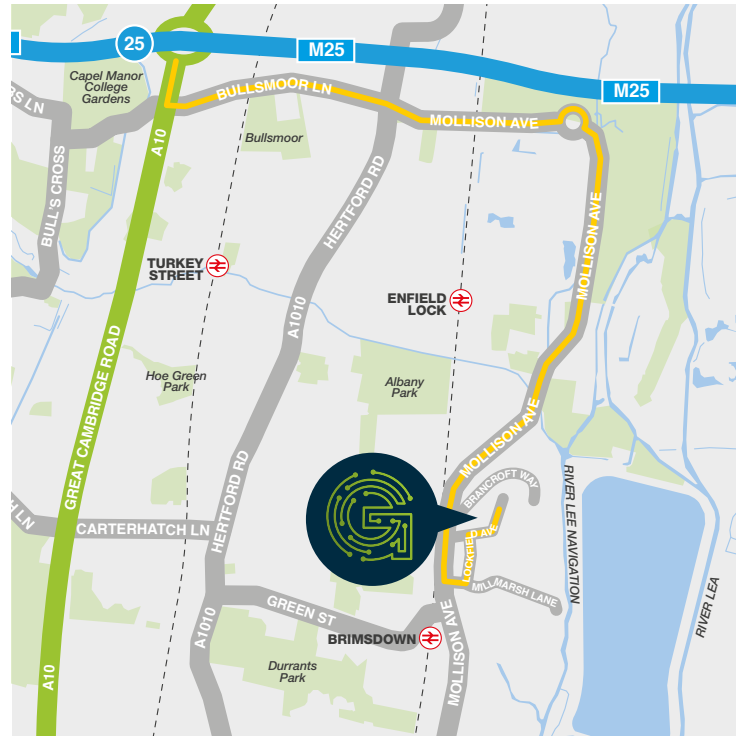 25
M25
M25
Capel Manor
College
Gardens
RS LN
BULLSMOOR LN
MOLLISON AVE
A10
Bullsmoor
BULL'S CROSS
HERTFORD RD
MOLLISON AVE
TURKEY
STREET
ENFIELD
LOCK
A1010
GREAT CAMBRIDGE ROAD
Hoe Green
Park
Albany
Park
MOLLISON AVE
HERTFORD RD
BRANCROFT WAY
RIVER LEE NAVIGATION
H LN
CARTERHATCH LN
LOCKFIELD AVE
MILLMARSH LANE
GREEN ST
A1010
BRIMSDOWN
MOLLISON AVE
RIVER LEA
Durrants
Park
A10